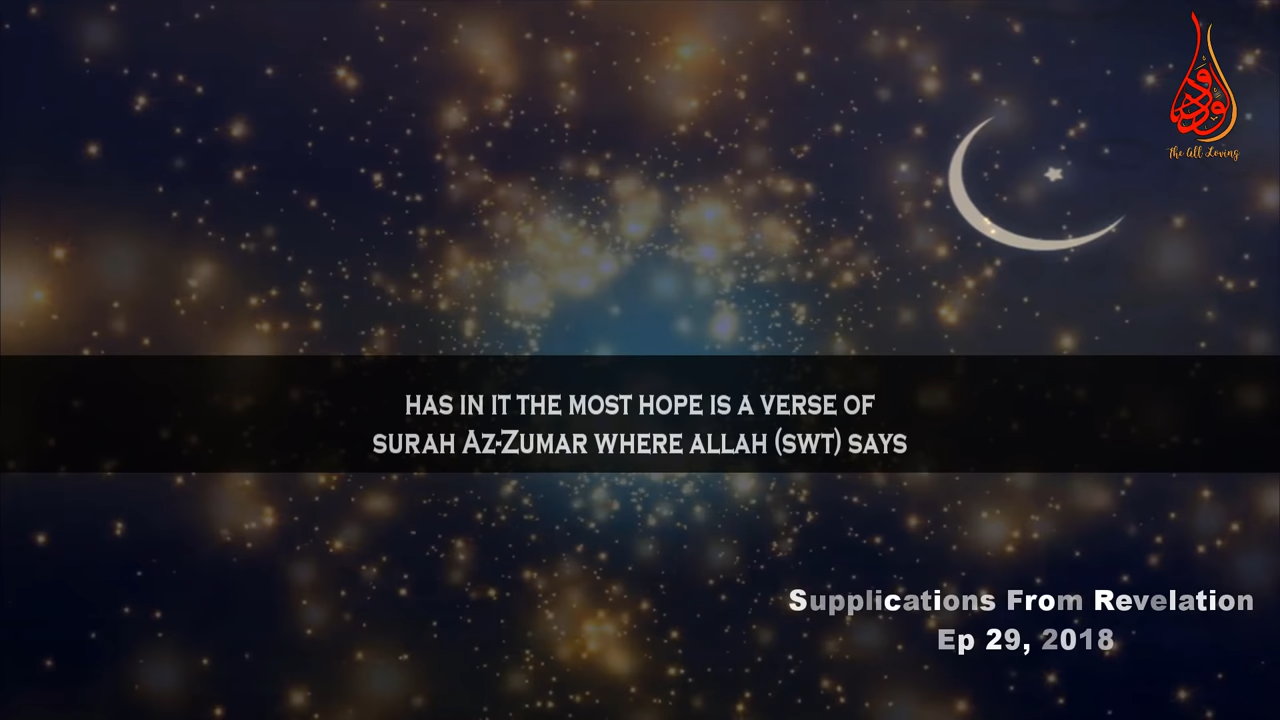 الودود
The All Loving
HAS IN IT THE MOST HOPE IS A VERSE OF
SURAH AZ-ZUMAR WHERE ALLAH (SWT) SAYS
Supplications From Revelation
Ep 29, 2018